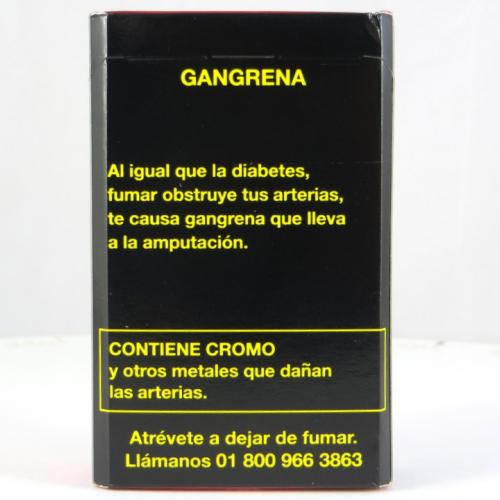 GANGRENA
Al igual que la diabetes,
fumar obstruye tus arterias,
te causa gangrena que lleva
a la amputación.
CONTIENE CROMO
y otros metales que dañan
las arterias.
Atrévete a dejar de fumar.
Llámanos 01 800 966 3863